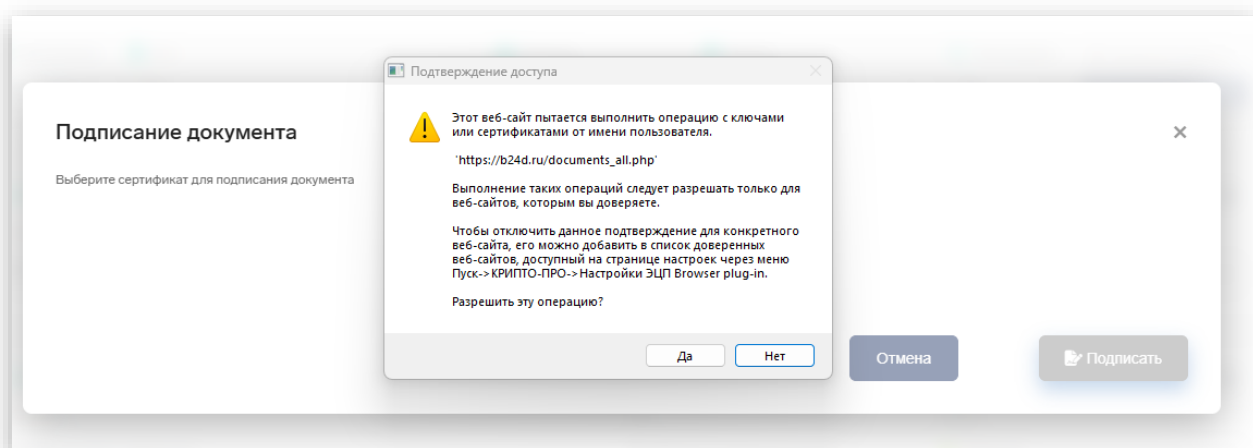 Подтверждение доступа
Подписание документа
Выберите сертификат для подписания документа
Этот веб-сайт пытается выполнить операцию с ключами
или сертификатами от имени пользователя.
'https://b24d.ru/documents_all.php'
Выполнение таких операций следует разрешать только для
веб-сайтов, которым вы доверяете.
Чтобы отключить данное подтверждение для конкретного
веб-сайта, его можно добавить в список доверенных
веб-сайтов, доступный на странице настроек через меню
Пуск->КРИПТО-ПРО->Настройки ЭЦП Browser plug-in.
Разрешить эту операцию?
Да
Нет
Отмена
Подписать